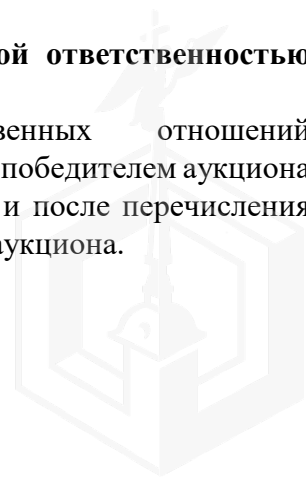 ой ответственностью
венных отношений
победителем аукциона
и после перечисления
аукциона.